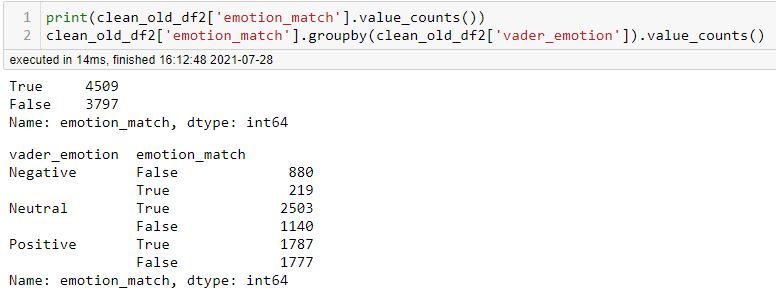 1 print(clean_old_df2['emotion_match'].value_counts())
2 clean_old_df2['emotion_match'].groupby(clean_old_df2['vader_emotion']).value_counts()
executed in 14ms, finished 16:12:48 2021-07-28
True 4509
False 3797
Name: emotion_match, dtype: int64
vader_emotion emotion_match
Negative False 880
True 219
Neutral True 2503
False 1140
Positive True 1787
False 1777
Name: emotion_match, dtype: int64